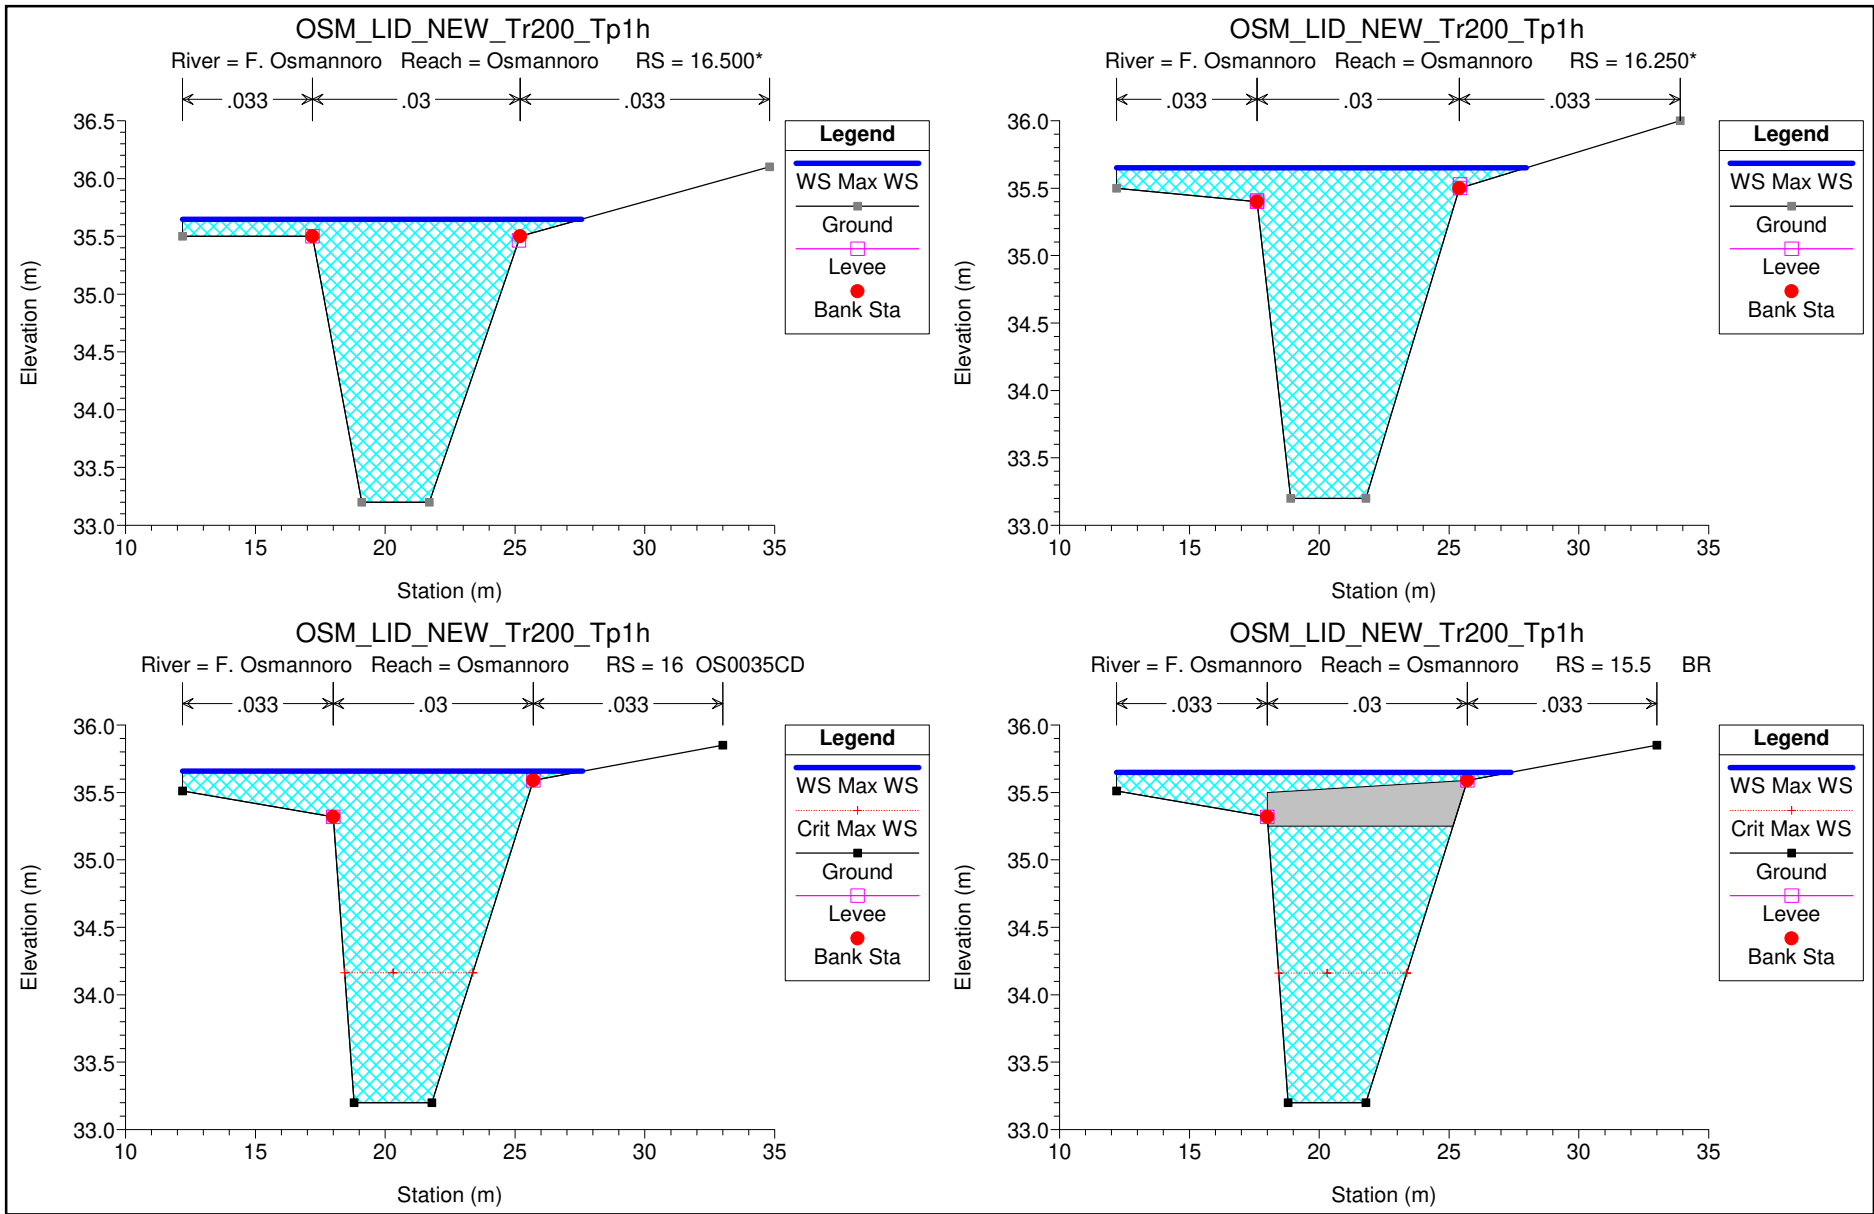 OSM_LID_NEW_Tr200_Tp1h
River = F. Osmannoro Reach = Osmannoro RS = 16.500*
.033 .03 .033
36.5
36.0
35.5
35.0
34.5
34.0
33.5
33.0
Elevation (m)
10 15 20 25 30 35
Station (m)
Legend
WS Max WS
Ground
Levee
Bank Sta
OSM_LID_NEW_Tr200_Tp1h
River = F. Osmannoro Reach = Osmannoro RS = 16.250*
.033 .03 .033
36.0
35.5
35.0
34.5
34.0
33.5
33.0
Elevation (m)
10 15 20 25 30 35
Station (m)
Legend
WS Max WS
Ground
Levee
Bank Sta
OSM_LID_NEW_Tr200_Tp1h
River = F. Osmannoro Reach = Osmannoro RS = 16 OS0035CD
.033 .03 .033
36.0
35.5
35.0
34.5
34.0
33.5
33.0
Elevation (m)
10 15 20 25 30 35
Station (m)
Legend
WS Max WS
Crit Max WS
Ground
Levee
Bank Sta
OSM_LID_NEW_Tr200_Tp1h
River = F. Osmannoro Reach = Osmannoro RS = 15.5 BR
.033 .03 .033
36.0
35.5
35.0
34.5
34.0
33.5
33.0
Elevation (m)
10 15 20 25 30 35
Station (m)
Legend
WS Max WS
Crit Max WS
Ground
Levee
Bank Sta